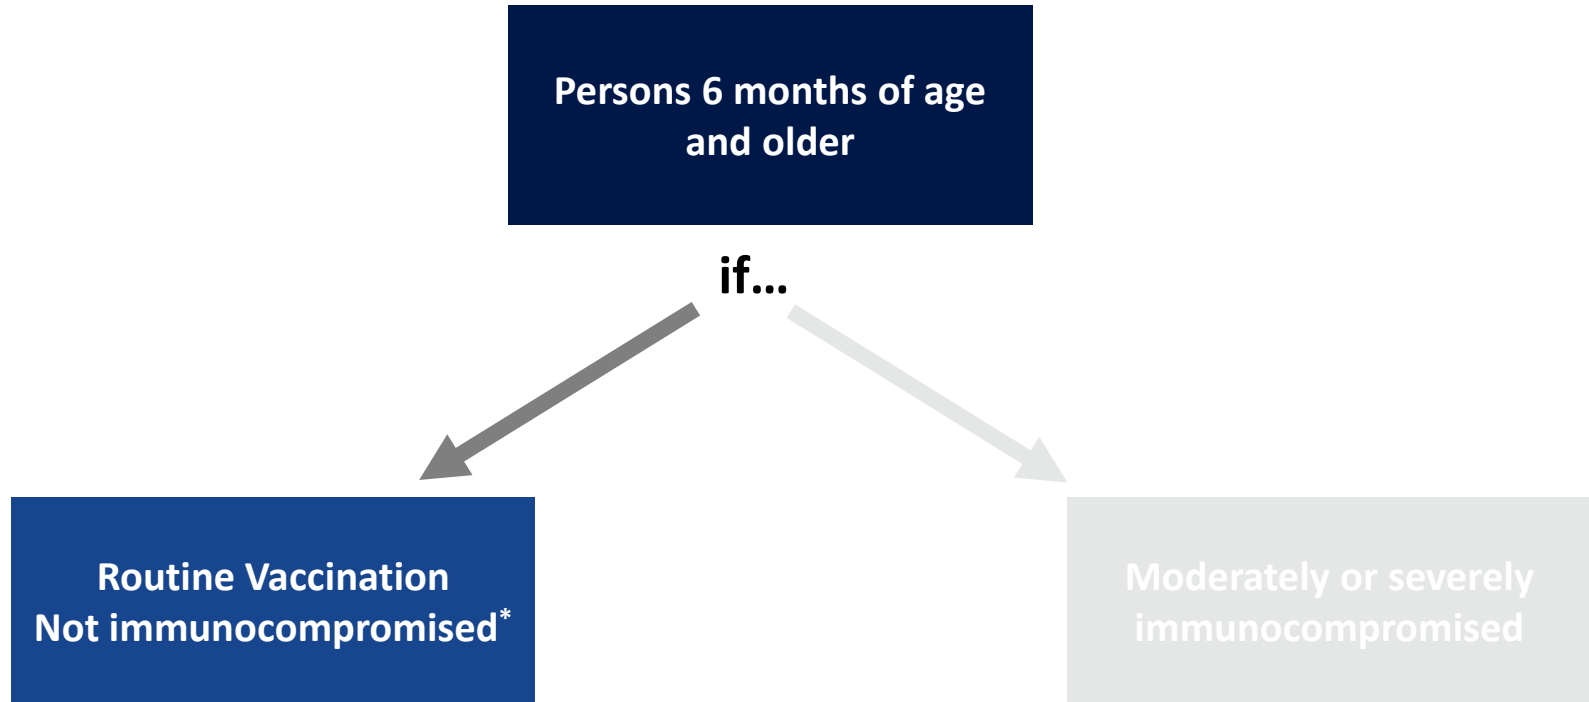 Persons 6 months of age
and older
if...
Routine Vaccination
Not immunocompromised*
Moderately or severely
immunocompromised